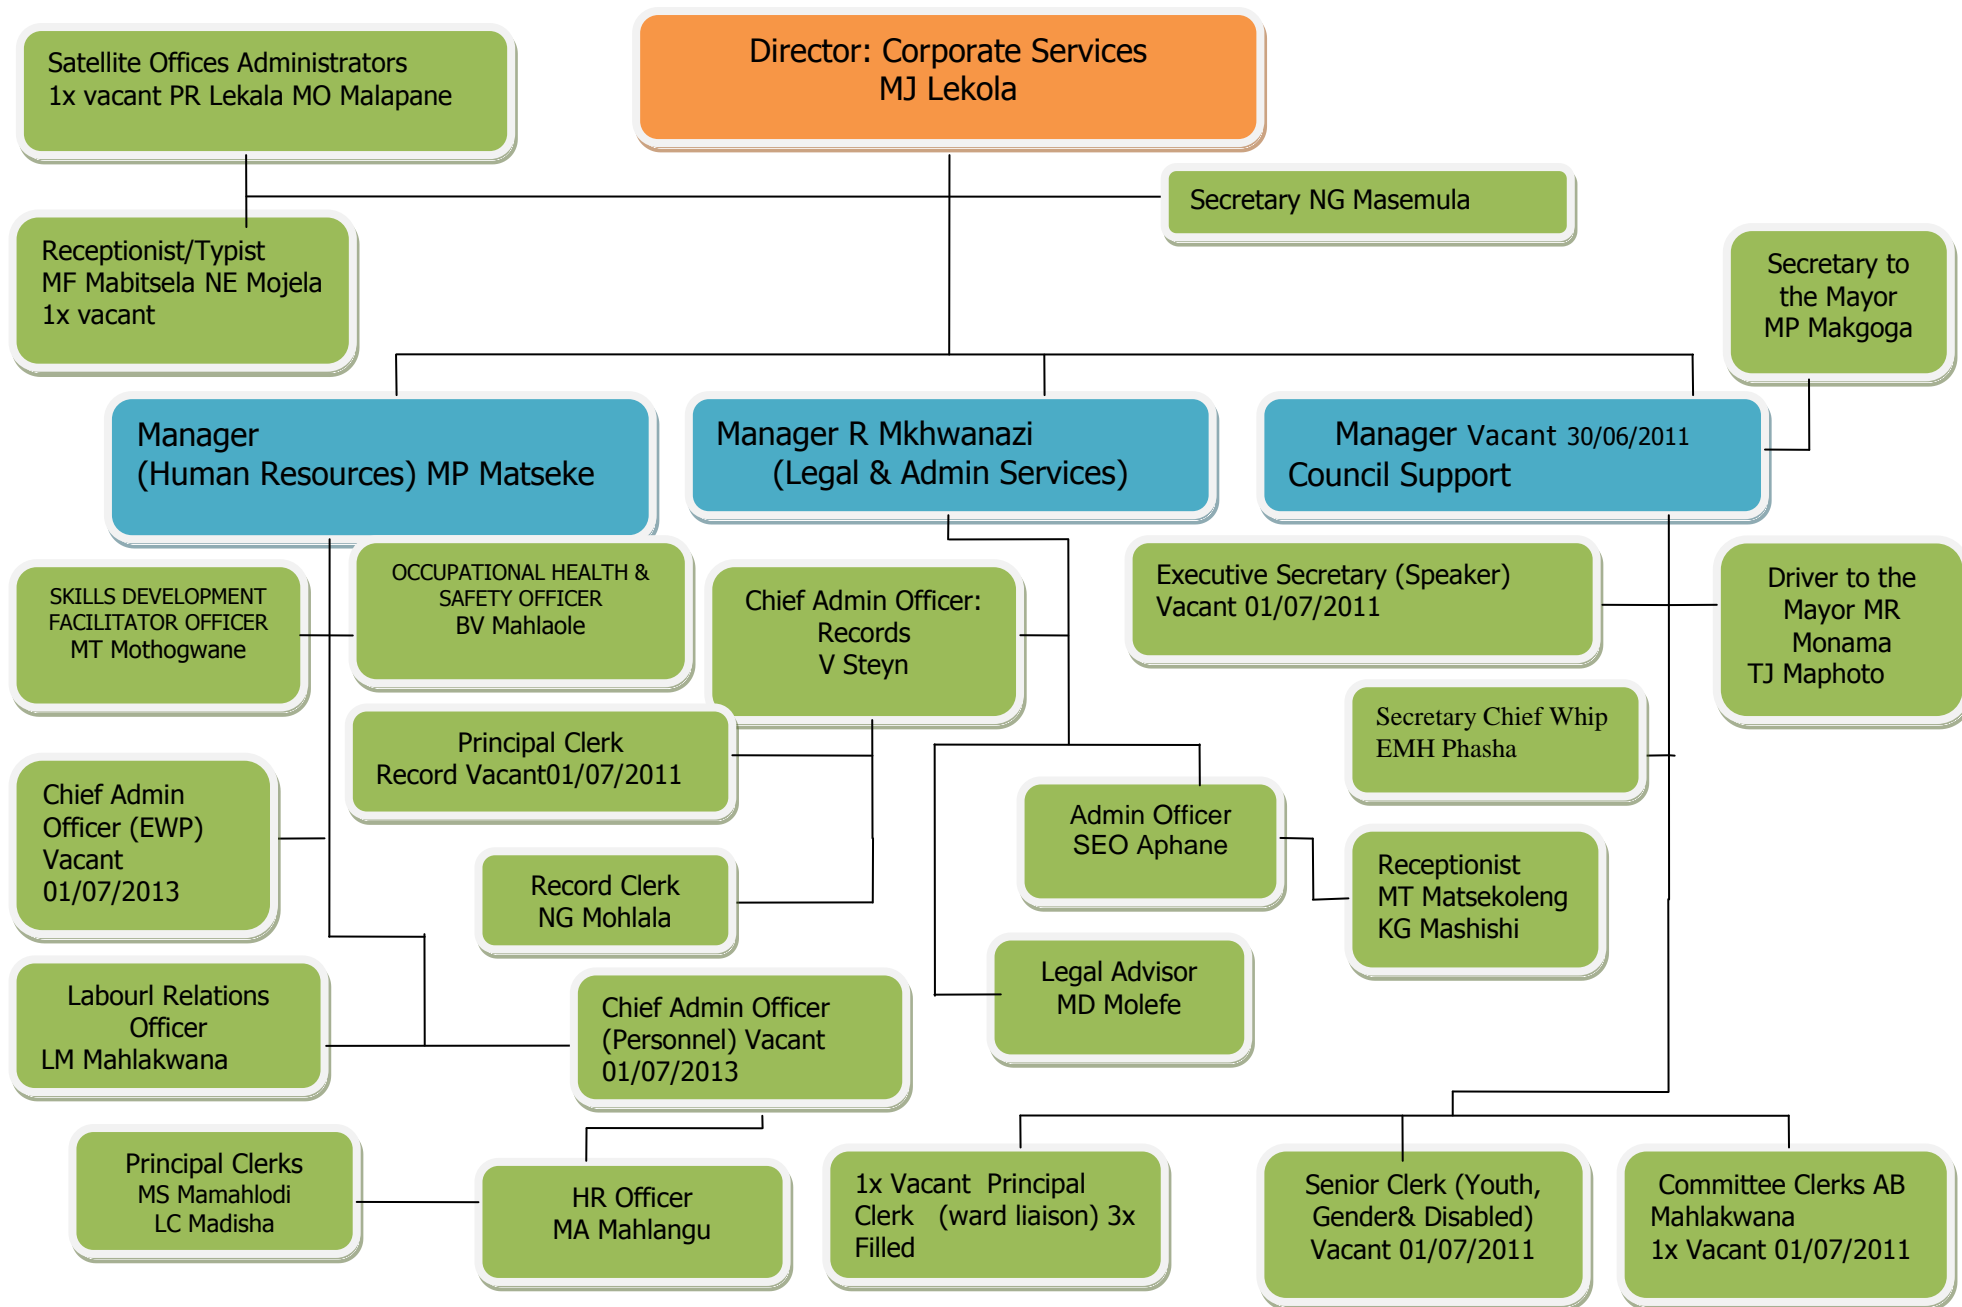 Satellite Offices Administrators
1x vacant PR Lekala MO Malapane
Director: Corporate Services
MJ Lekola
Secretary NG Masemula
Receptionist/Typist
MF Mabitsela NE Mojela
1x vacant
Secretary to
the Mayor
MP Makgoga
Manager
(Human Resources) MP Matseke
Manager R Mkhwanazi
(Legal & Admin Services)
Manager Vacant 30/06/2011
Council Support
SKILLS DEVELOPMENT
FACILITATOR OFFICER
MT Mothogwane
OCCUPATIONAL HEALTH &
SAFETY OFFICER
BV Mahlaole
Chief Admin Officer:
Records
V Steyn
Executive Secretary (Speaker)
Vacant 01/07/2011
Driver to the
Mayor MR
Monama
TJ Maphoto
Principal Clerk
Record Vacant01/07/2011
Secretary Chief Whip
EMH Phasha
Chief Admin
Officer (EWP)
Vacant
01/07/2013
Record Clerk
NG Mohlala
Admin Officer
SEO Aphane
Receptionist
MT Matsekoleng
KG Mashishi
Labourl Relations
Officer
LM Mahlakwana
Chief Admin Officer
(Personnel) Vacant
01/07/2013
Legal Advisor
MD Molefe
Principal Clerks
MS Mamahlodi
LC Madisha
HR Officer
MA Mahlangu
1x Vacant  Principal
Clerk   (ward liaison) 3x
Filled
Senior Clerk (Youth,
Gender& Disabled)
Vacant 01/07/2011
Committee Clerks AB
Mahlakwana
1x Vacant 01/07/2011